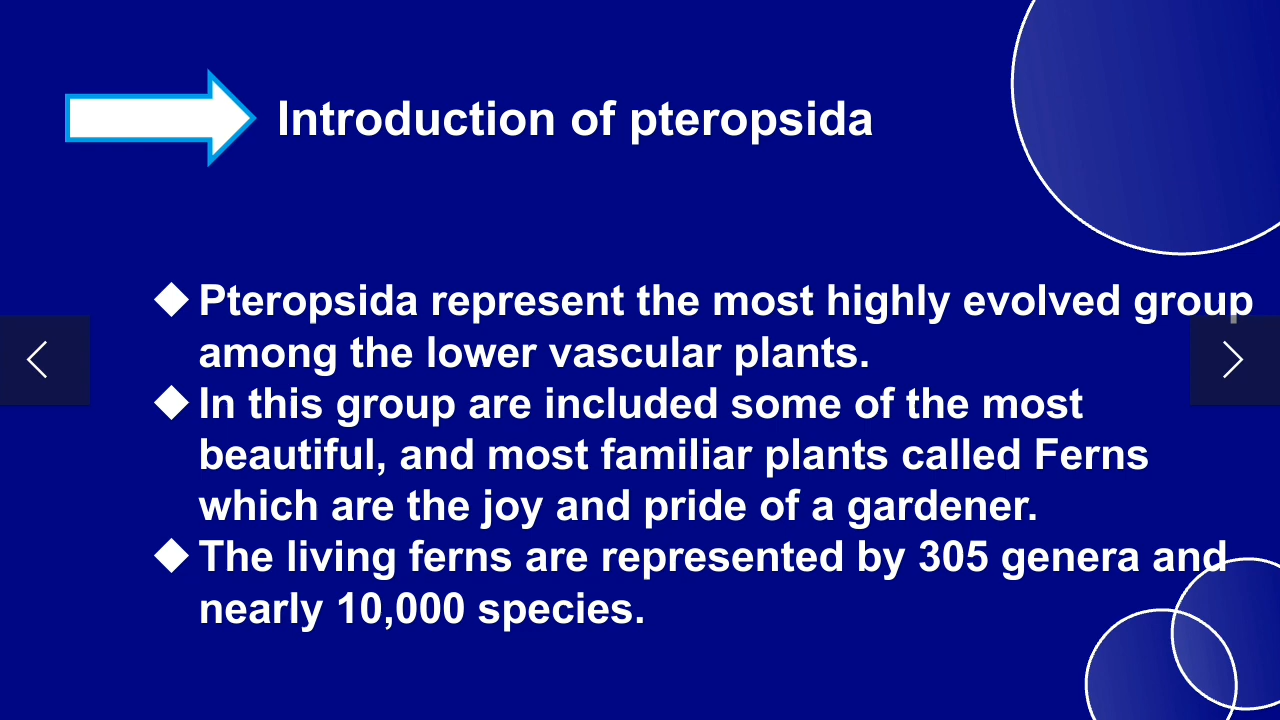 Introduction of pteropsida
Pteropsida represent the most highly evolved group
among the lower vascular plants.
In this group are included some of the most
beautiful, and most familiar plants called Ferns
which are the joy and pride of a gardener.
The living ferns are represented by 305 genera and
nearly 10,000 species.